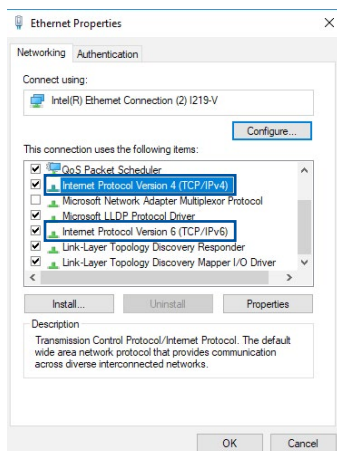 Ethernet Properties
Networking
Authentication
Connect using:
Intel(R) Ethernet Connection (2) I219-V
Configure...
This connection uses the following items:
QoS Packet Scheduler
Internet Protocol Version 4 (TCP/IPv4)
Microsoft Network Adapter Multiplexor Protocol
Microsoft LLDP Protocol Driver
Internet Protocol Version 6 (TCP/IPv6)
Link-Layer Topology Discovery Responder
Link-Layer Topology Discovery Mapper I/O Driver
Install...
Uninstall
Properties
Description
Transmission Control Protocol/Internet Protocol. The default
wide area network protocol that provides communication
across diverse interconnected networks.
OK
Cancel